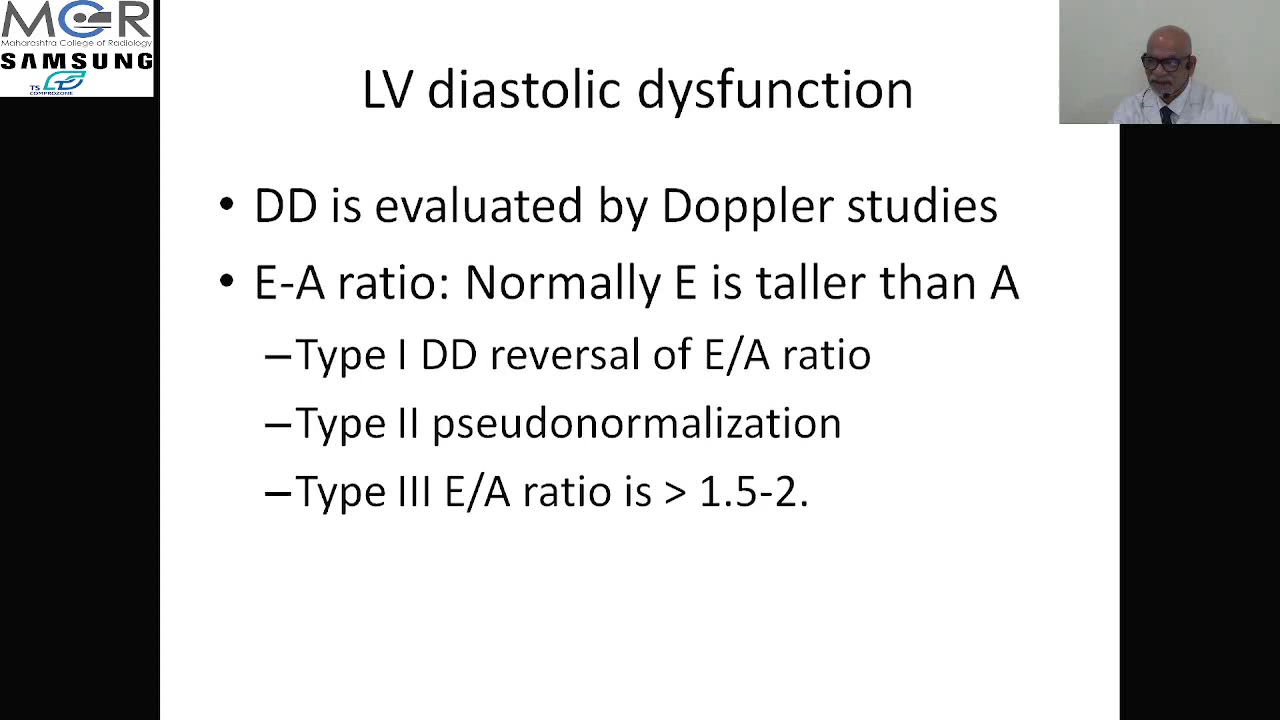 MCR
Maharashtra College of Radiology
SAMSUNG
TS
COMPROZONE
LV diastolic dysfunction
• DD is evaluated by Doppler studies
• E-A ratio: Normally E is taller than A
–Type I DD reversal of E/A ratio
–Type II pseudonormalization
–Type III E/A ratio is > 1.5-2.